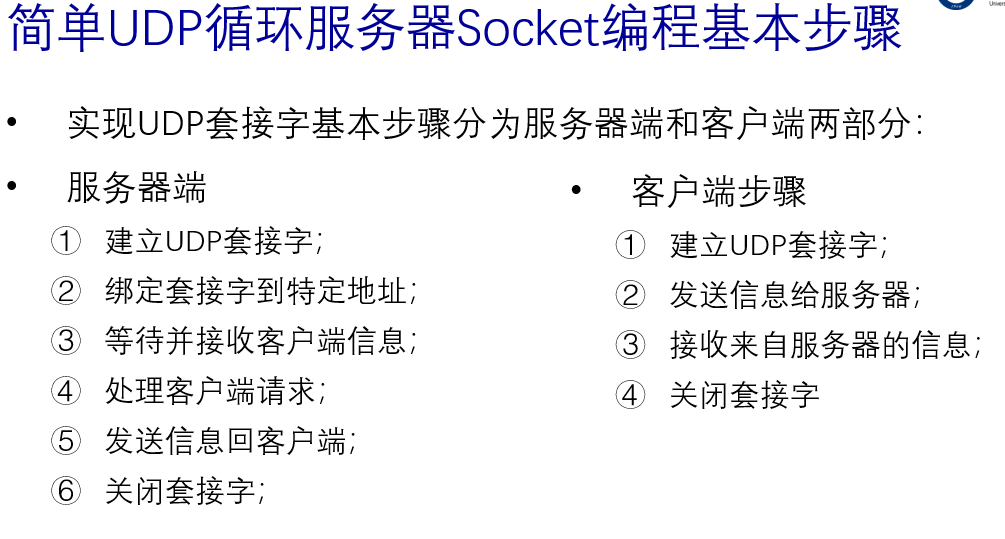 简单UDP循环服务器Socket编程基本步骤
• 实现UDP套接字基本步骤分为服务器端和客户端两部分：
• 服务器端
① 建立UDP套接字；
② 绑定套接字到特定地址；
③ 等待并接收客户端信息；
④ 处理客户端请求；
⑤ 发送信息回客户端；
⑥ 关闭套接字；
• 客户端步骤
① 建立UDP套接字；
② 发送信息给服务器；
③ 接收来自服务器的信息；
④ 关闭套接字